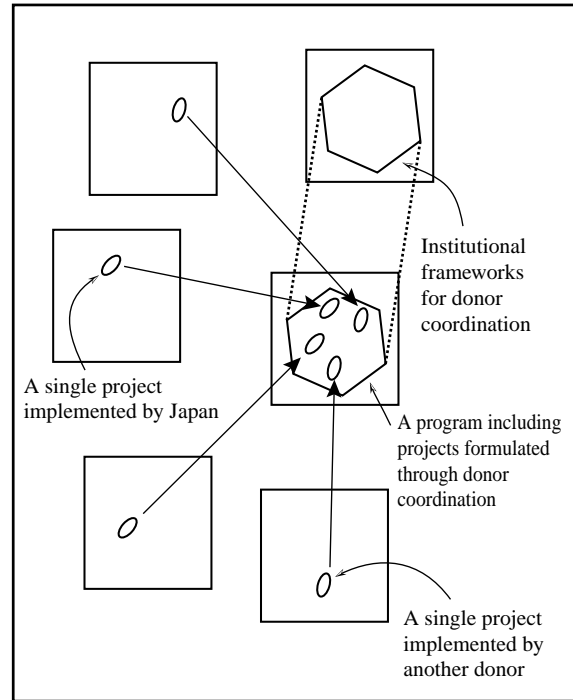 Institutional
frameworks
for donor
coordination
A single project
implemented by Japan
A program including
projects formulated
through donor
coordination
A single project
implemented by
another donor